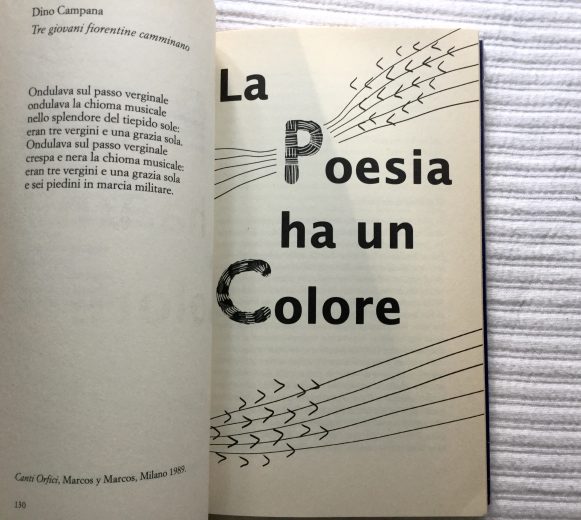 Dino Campana
Tre giovani fiorentine camminano
Ondulava sul passo verginale
ondulava la chioma musicale
nello splendore del tiepido sole:
eran tre vergini e una grazia sola.
Ondulava sul passo verginale
crespa e nera la chioma musicale:
eran tre vergini e una grazia sola
e sei piedini in marcia militare.
Canti Orfici, Marcos y Marcos, Milano 1989.
130
La
Poesia
ha un
Colore